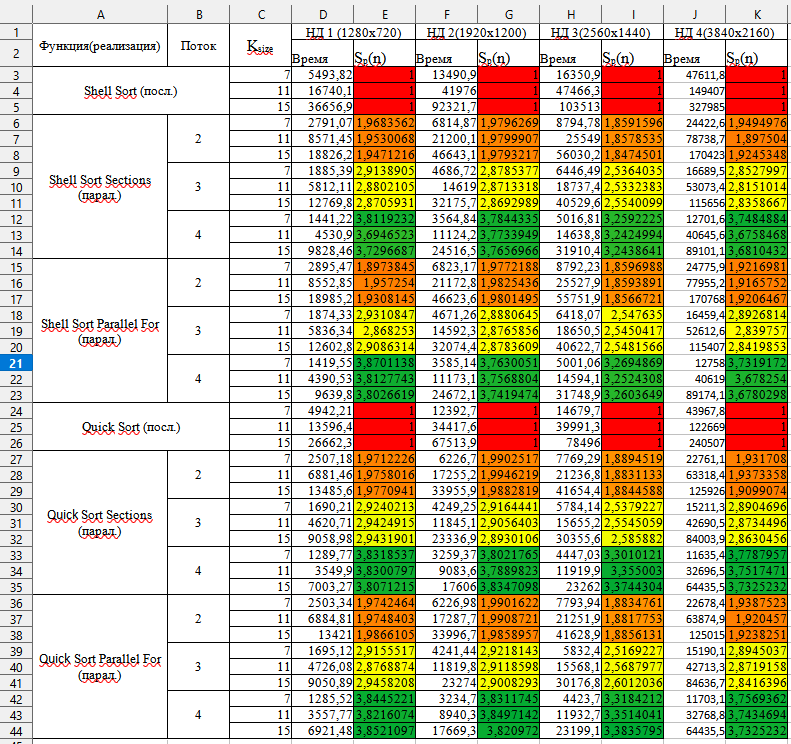 A B C D E F G H I J K
1 Функция(реализация) Поток Ksize НД 1 (1280x720) НД 2(1920x1200) НД 3(2560x1440) НД 4(3840x2160)
2 Время Sp(n) Время Sp(n) Время Sp(n) Время Sp(n)
3 Shell Sort (посл.) 7 5493,82 1 13490,9 1 16350,9 1 47611,8 1
4 11 16740,1 1 41976 1 47466,3 1 149407 1
5 15 36656,9 1 92321,7 1 103513 1 327985 1
6 Shell Sort Sections (парал.) 2 7 2791,07 1,9683562 6814,87 1,9796269 8794,78 1,8591596 24422,6 1,9494976
7 11 8571,45 1,9530068 21200,1 1,9799907 25549 1,8578535 78738,7 1,897504
8 15 18826,2 1,9471216 46643,1 1,9793217 56030,2 1,8474501 170423 1,9245348
9 3 7 1885,39 2,9138905 4686,72 2,8785377 6446,49 2,5364035 16689,5 2,8527997
10 11 5812,11 2,8802105 14619 2,8713318 18737,4 2,5332383 53073,4 2,8151014
11 15 12769,8 2,8705931 32175,7 2,8692989 40529,6 2,5540099 115656 2,8358667
12 4 7 1441,22 3,8119232 3564,84 3,7844335 5016,81 3,2592225 12701,6 3,7484884
13 11 4530,9 3,6946523 11124,2 3,7733949 14638,8 3,2424994 40645,6 3,6758468
14 15 9828,46 3,7296687 24516,5 3,7656966 31910,4 3,2438641 89101,1 3,6810432
15 Shell Sort Parallel For (парал.) 2 7 2895,47 1,8973845 6823,17 1,9772188 8792,23 1,8596988 24775,9 1,9216981
16 11 8552,85 1,957254 21172,8 1,9825436 25527,9 1,8593891 77955,2 1,9165752
17 15 18985,2 1,9308145 46623,6 1,9801495 55751,9 1,8566721 170768 1,9206467
18 3 7 1874,33 2,9310847 4671,26 2,8880645 6418,07 2,547635 16459,4 2,8926814
19 11 5836,34 2,868253 14592,3 2,8765856 18650,5 2,5450417 52612,6 2,839757
20 15 12602,8 2,9086314 32074,4 2,8783609 40622,7 2,5481566 115407 2,8419853
21 4 7 1419,55 3,8701138 3585,14 3,7630051 5001,06 3,2694869 12758 3,7319172
22 11 4390,53 3,8127743 11173,1 3,7568804 14594,1 3,2524308 40619 3,678254
23 15 9639,8 3,8026619 24672,1 3,7419474 31748,9 3,2603649 89174,1 3,6780298
24 Quick Sort (посл.) 7 4942,21 1 12392,7 1 14679,7 1 43967,8 1
25 11 13596,4 1 34417,6 1 39991,3 1 122669 1
26 15 26662,3 1 67513,9 1 78496 1 240507 1
27 Quick Sort Sections (парал.) 2 7 2507,18 1,9712226 6226,7 1,9902517 7769,29 1,8894519 22761,1 1,931708
28 11 6881,46 1,9758016 17255,2 1,9946219 21236,8 1,8831133 63318,4 1,9373358
29 15 13485,6 1,9770941 33955,9 1,9882819 41654,4 1,8844588 125926 1,9099074
30 3 7 1690,21 2,9240213 4249,25 2,9164441 5784,14 2,5379227 15211,3 2,8904696
31 11 4620,71 2,9424915 11845,1 2,9056403 15655,2 2,5545059 42690,5 2,8734496
32 15 9058,98 2,9431901 23336,9 2,8930106 30355,6 2,585882 84003,9 2,8630456
33 4 7 1289,77 3,8318537 3259,37 3,8021765 4447,03 3,3010121 11635,4 3,7787957
34 11 3549,9 3,8300797 9083,6 3,7889823 11919,9 3,355003 32696,5 3,7517471
35 15 7003,27 3,8071215 17606 3,8347098 23262 3,3744304 64435,5 3,7325232
36 Quick Sort Parallel For (парал.) 2 7 2503,34 1,9742464 6226,98 1,9901622 7793,94 1,8834761 22678,4 1,9387523
37 11 6884,81 1,9748403 17287,7 1,9908721 21251,9 1,8817753 63874,9 1,920457
38 15 13421 1,9866105 33996,7 1,9858957 41628,9 1,8856131 125015 1,9238251
39 3 7 1695,12 2,9155517 4241,44 2,9218143 5832,4 2,5169227 15190,1 2,8945037
40 11 4726,08 2,8768874 11819,8 2,9118598 15568,1 2,5687977 42713,3 2,8719158
41 15 9050,89 2,9458208 23274 2,9008293 30176,8 2,6012036 84636,7 2,8416396
42 4 7 1285,52 3,8445221 3234,7 3,8311745 4423,7 3,3184212 11703,1 3,7569362
43 11 3557,77 3,8216074 8940,3 3,8497142 11932,7 3,3514041 32768,8 3,7434694
44 15 6921,48 3,8521097 17669,3 3,820972 23199,1 3,3835795 64435,5 3,7325232